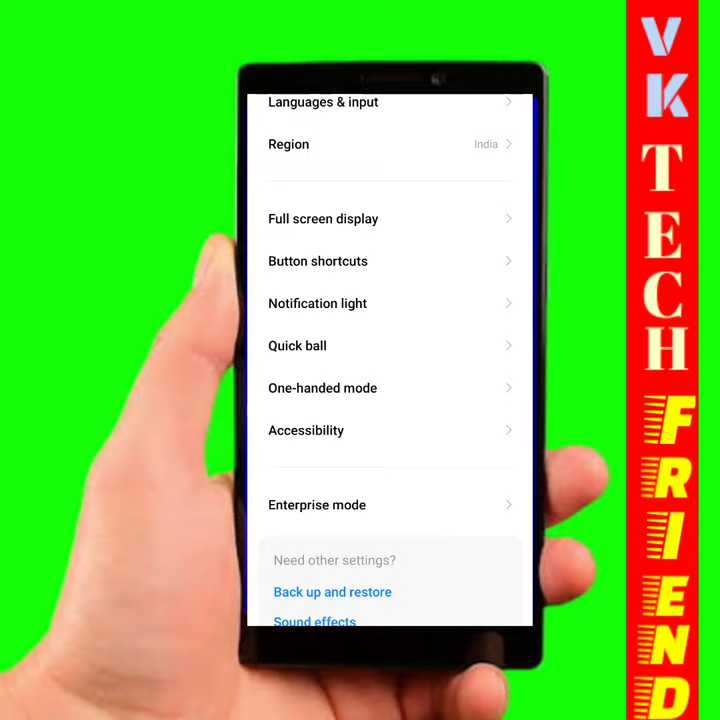 Languages & input
Region India
Full screen display
Button shortcuts
Notification light
Quick ball
One-handed mode
Accessibility
Enterprise mode
Need other settings?
Back up and restore
Sound effects
VK TECH FRIEND